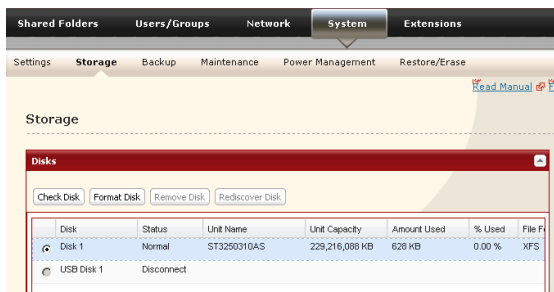 Shared Folders Users/Groups Network System Extensions
Settings Storage Backup Maintenance Power Management Restore/Erase
Read Manual
Storage
Disks
Check Disk Format Disk Remove Disk Rediscover Disk
Disk Status Unit Name Unit Capacity Amount Used % Used File F
Disk 1 Normal ST3250310AS 229,216,088 KB 628 KB 0.00 % XFS
USB Disk 1 Disconnect